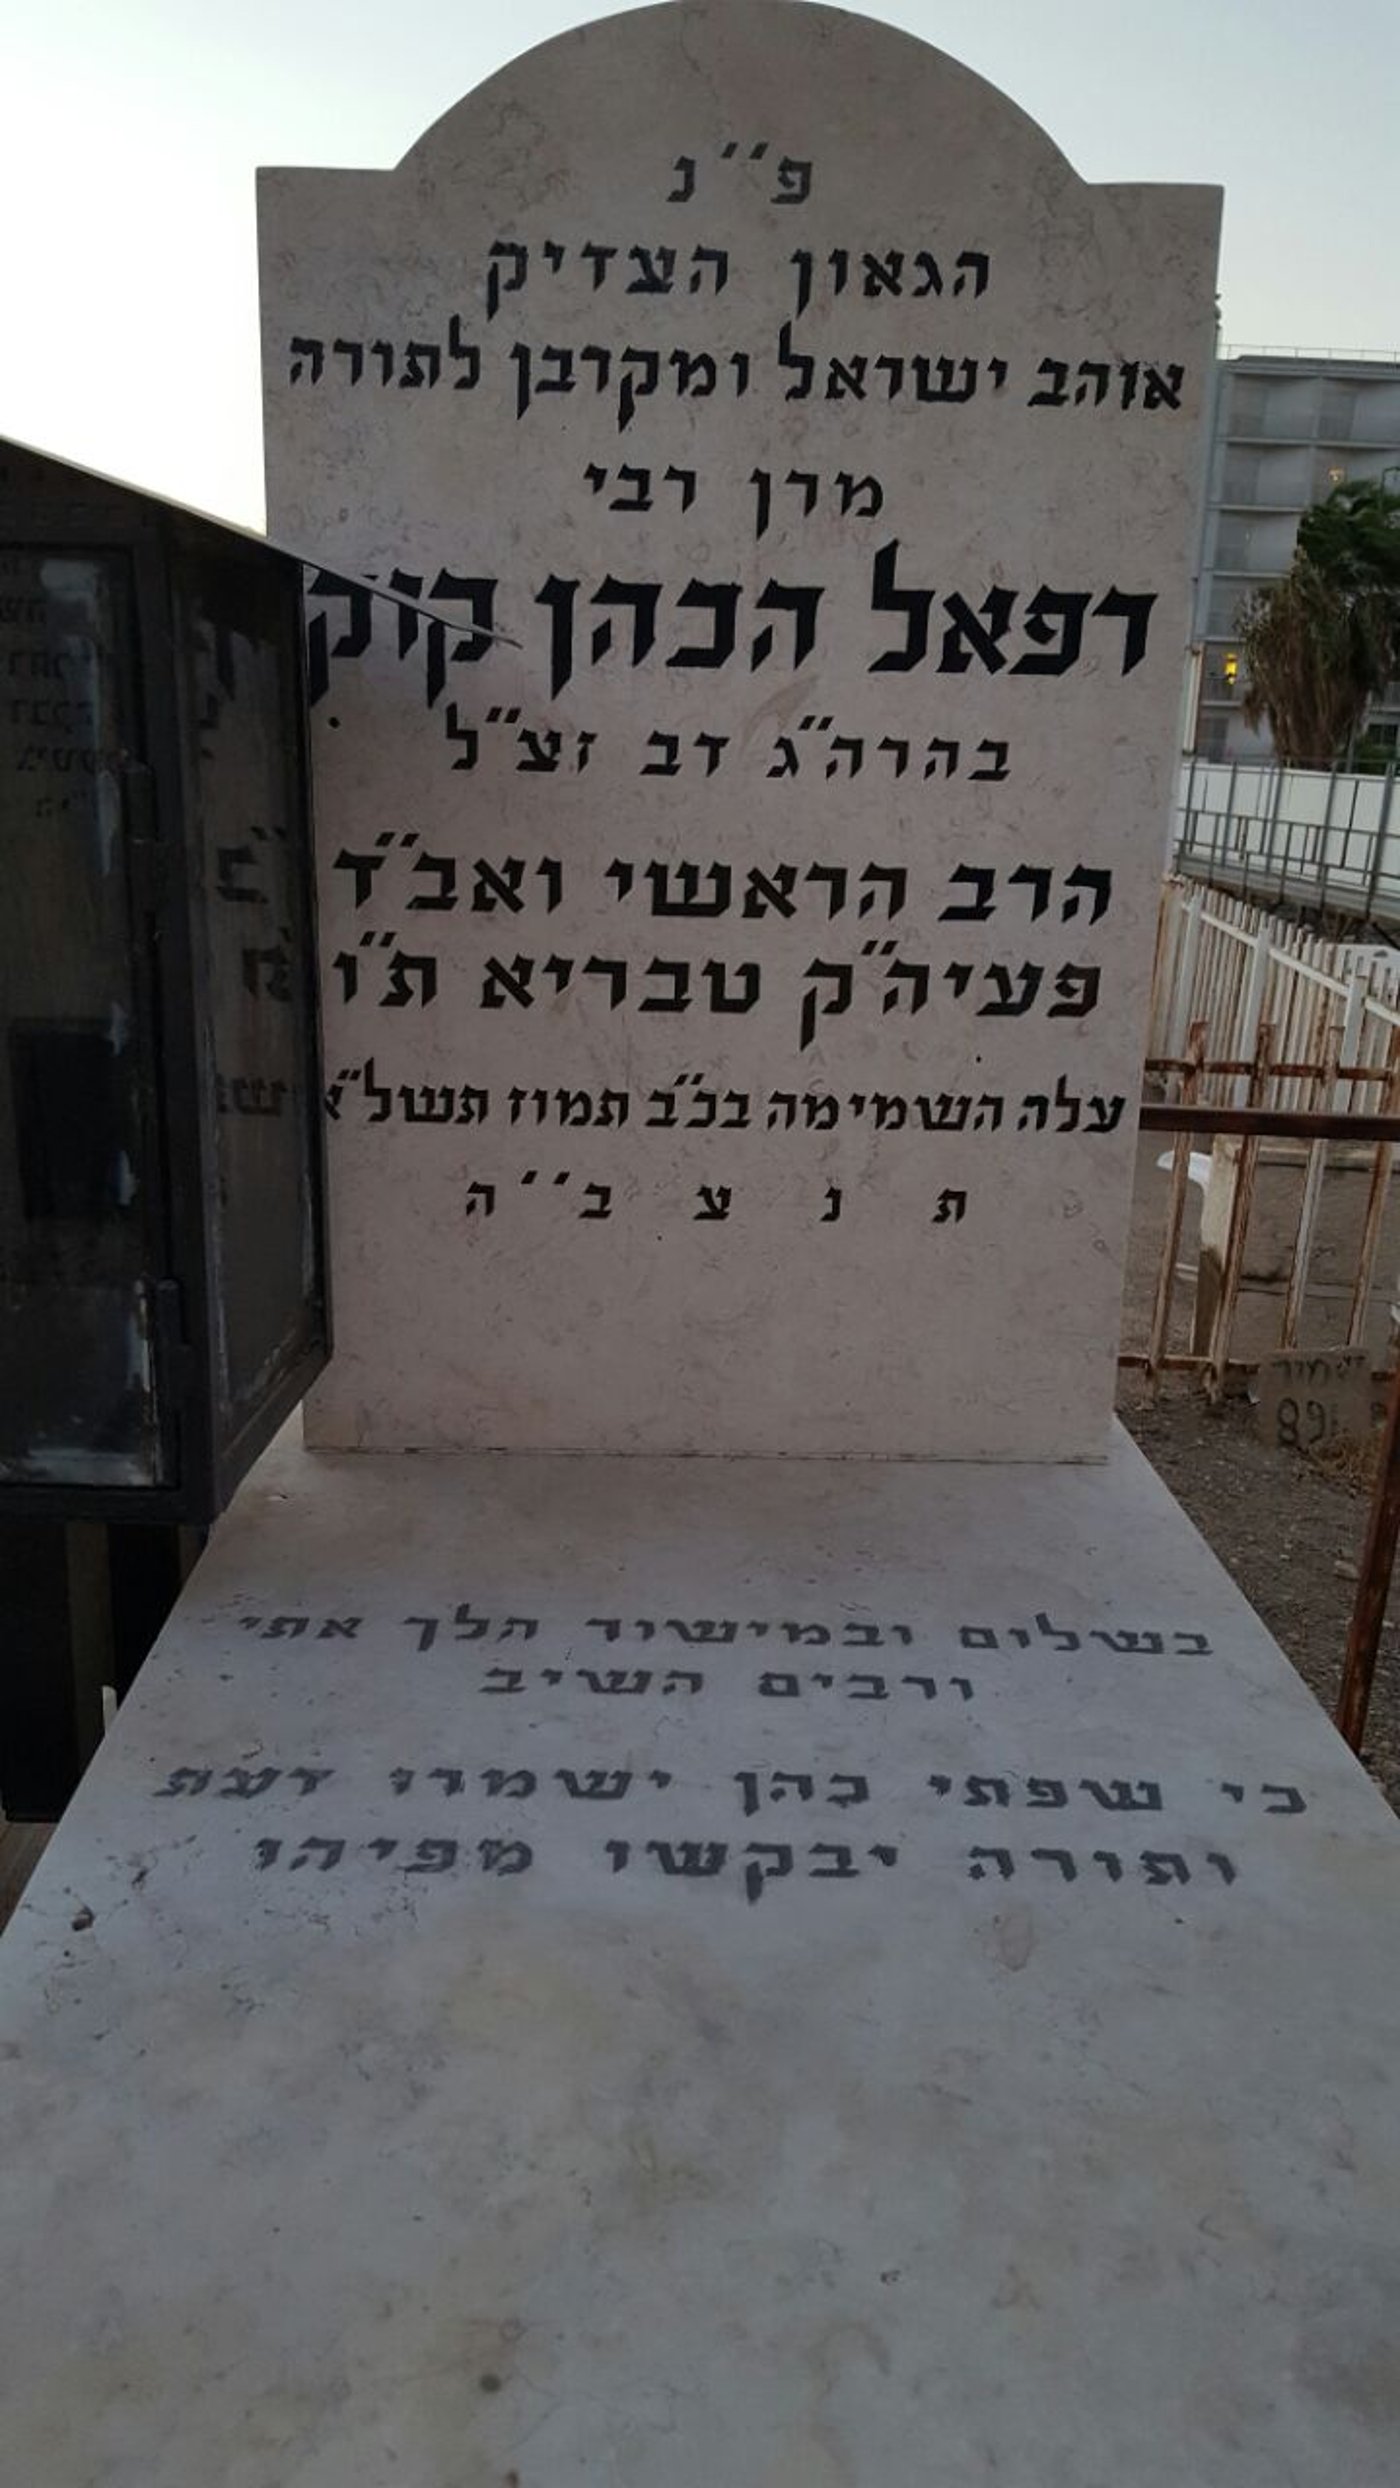 פ''נ
הגאון הצדיק
אוהב ישראל ומקרבן לתורה
מרן רבי
רפאל הכהן קוק
בהרה"ג דב זצ"ל
הרב הראשי ואב"ד
פעיה"ק טבריא ת"ו
עלה השמימה בכ"ב תמוז תשל"א
ת נ צ ב''ה
בשלום ובמישור הלך אתי
ורבים השיב
כי שפתי כהן ישמרו דעת
ותורה יבקשו מפיהו